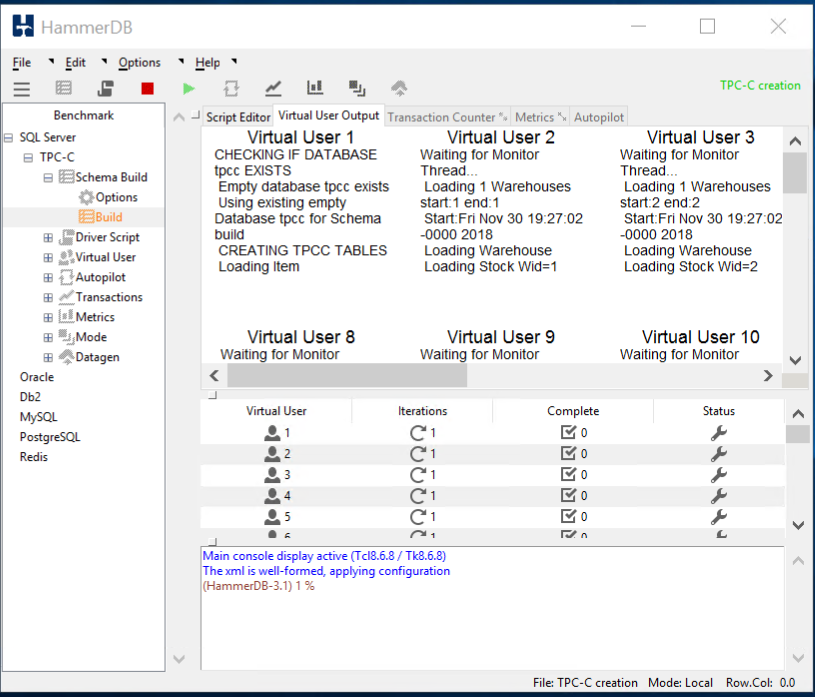 HammerDB
File Edit Options Help
TPC-C creation
Benchmark
SQL Server
TPC-C
Schema Build
Options
Build
Driver Script
Virtual User
Autopilot
Transactions
Metrics
Mode
Datagen
Oracle
Db2
MySQL
PostgreSQL
Redis
Script Editor Virtual User Output Transaction Counter Metrics Autopilot
Virtual User 1
CHECKING IF DATABASE
tpcc EXISTS
Empty database tpcc exists
Using existing empty
Database tpcc for Schema
build
CREATING TPCC TABLES
Loading Item
Virtual User 2
Waiting for Monitor
Thread...
Loading 1 Warehouses
start:1 end:1
Start:Fri Nov 30 19:27:02
-0000 2018
Loading Warehouse
Loading Stock Wid=1
Virtual User 3
Waiting for Monitor
Thread...
Loading 1 Warehouses
start:2 end:2
Start:Fri Nov 30 19:27:02
-0000 2018
Loading Warehouse
Loading Stock Wid=2
Virtual User 8
Waiting for Monitor
Virtual User 9
Waiting for Monitor
Virtual User 10
Waiting for Monitor
Virtual User Iterations Complete Status
1 1 0
2 1 0
3 1 0
4 1 0
5 1 0
6 1 0
Main console display active (Tcl8.6.8 / Tk8.6.8)
The xml is well-formed, applying configuration
(HammerDB-3.1) 1 %
File: TPC-C creation Mode: Local Row.Col: 0.0